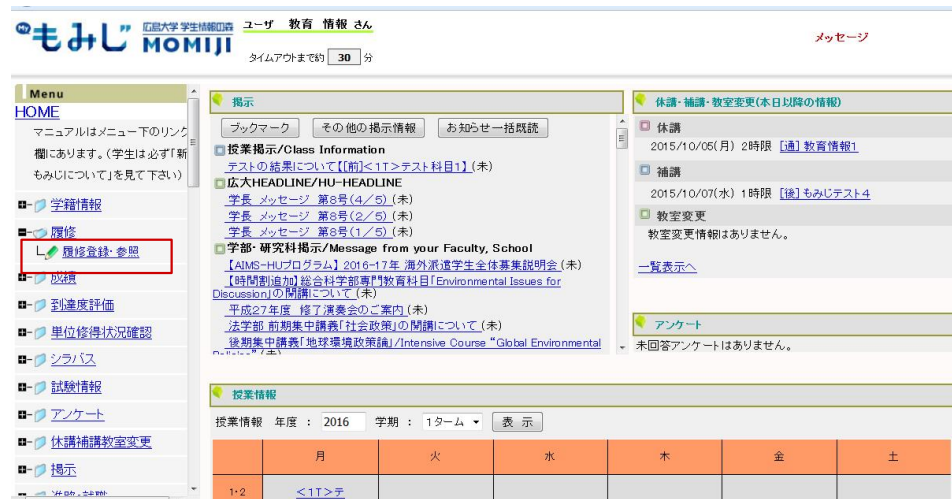 My もみじ 広島大学 学生情報の森 MOMIJI
ユーザ 教育 情報 さん
タイムアウトまで約 30 分
メッセージ
Menu
HOME
マニュアルはメニュー下のリンク
欄にあります。(学生は必ず「新
もみじについて」を見て下さい)
学籍情報
履修
履修登録・参照
成績
到達度評価
単位修得状況確認
シラバス
試験情報
アンケート
休講補講教室変更
掲示
掲示
ブックマーク その他の掲示情報 お知らせ一括既読
授業掲示/Class Information
テストの結果について【[前]<1T>テスト科目1】(未)
広大HEADLINE/HU-HEADLINE
学長 メッセージ 第8号(4/5)(未)
学長 メッセージ 第8号(2/5)(未)
学長 メッセージ 第8号(1/5)(未)
学部・研究科掲示/Message from your Faculty, School
【AIMS-HUプログラム】2016-17年 海外派遣学生全体募集説明会(未)
【時間割追加】総合科学部専門教育科目「Environmental Issues for
Discussion」の開講について(未)
平成27年度 修了演奏会のご案内(未)
法学部 前期集中講義「社会政策」の開講について(未)
後期集中講義「地球環境政策論」/Intensive Course “Global Environmental
休講・補講・教室変更(本日以降の情報)
休講
2015/10/05(月) 2時限 [通]教育情報1
補講
2015/10/07(水) 1時限 [後]もみじテスト4
教室変更
教室変更情報はありません。
一覧表示へ
アンケート
未回答アンケートはありません。
授業情報
授業情報 年度 : 2016 学期 : 1ターム 表 示
月 火 水 木 金 土
1・2 <1T>テ